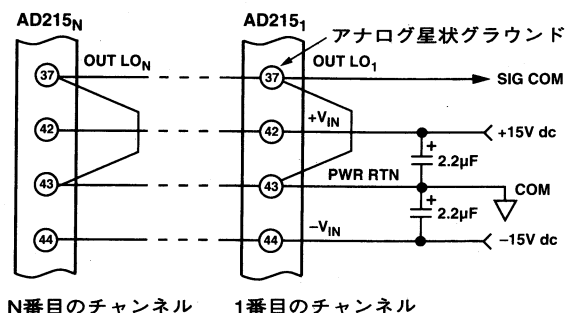 AD215N
AD2151
アナログ星状グラウンド
OUT LON
OUT LO1
37
37
SIG COM
42
+VIN
42
+15V dc
+
2.2μF
43
PWR RTN
43
COM
+
2.2μF
44
−VIN
44
−15V dc
N番目のチャンネル
1番目のチャンネル